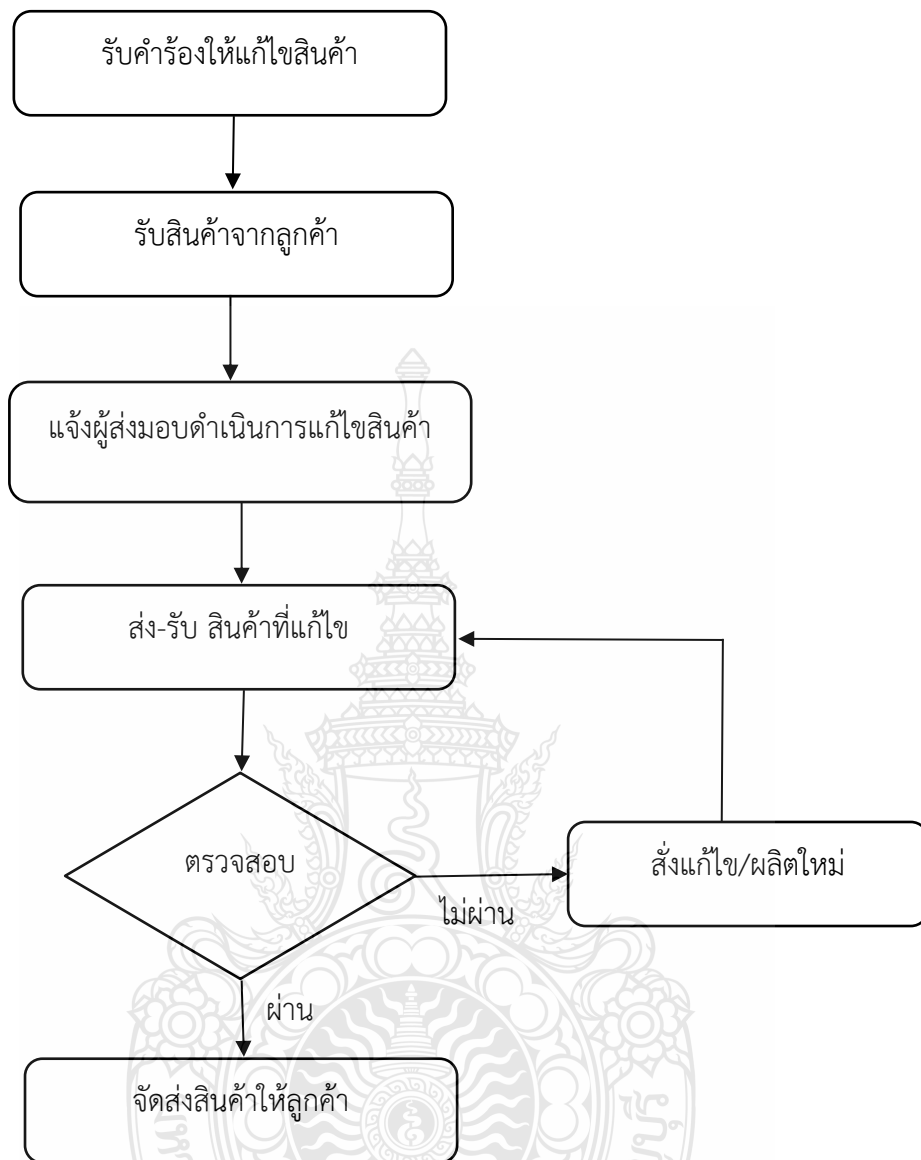 รับคำร้องให้แก้ไขสินค้า
รับสินค้าจากลูกค้า
แจ้งผู้ส่งมอบดำเนินการแก้ไขสินค้า
ส่ง-รับ สินค้าที่แก้ไข
ตรวจสอบ
สั่งแก้ไข/ผลิตใหม่
ไม่ผ่าน
ผ่าน
จัดส่งสินค้าให้ลูกค้า